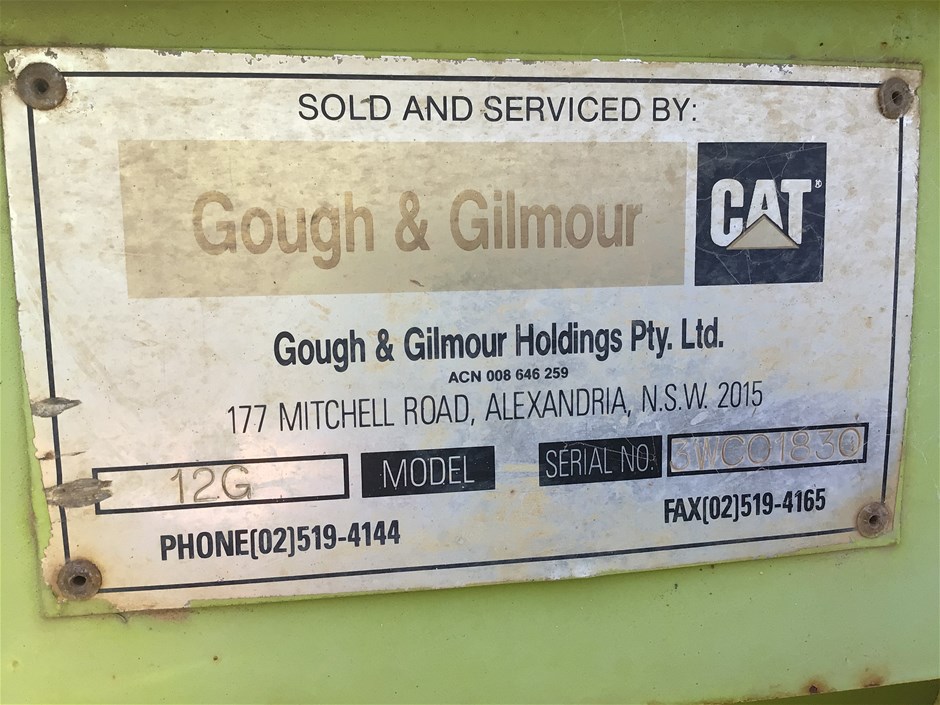 SOLD AND SERVICED BY:
Gough & Gilmour
CAT®
Gough & Gilmour Holdings Pty. Ltd.
ACN 008 646 259
177 MITCHELL ROAD, ALEXANDRIA, N.S.W. 2015
12G MODEL SERIAL NO. 3WC01830
PHONE(02)519-4144 FAX(02)519-4165